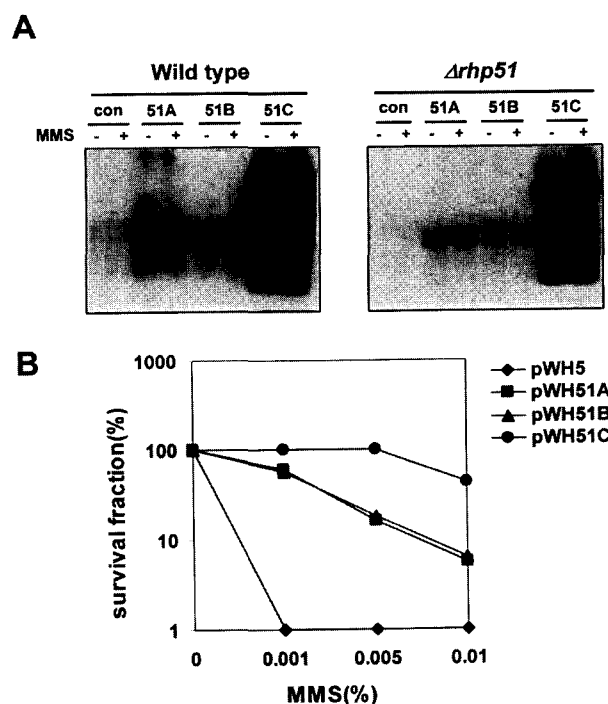 A
Wild type
Δrhp51
con 51A 51B 51C
con 51A 51B 51C
MMS - + - + - + - +
- + - + - + - +
B
1000
100
10
1
survival fraction(%)
0 0.001 0.005 0.01
MMS(%)
pWH5
pWH51A
pWH51B
pWH51C